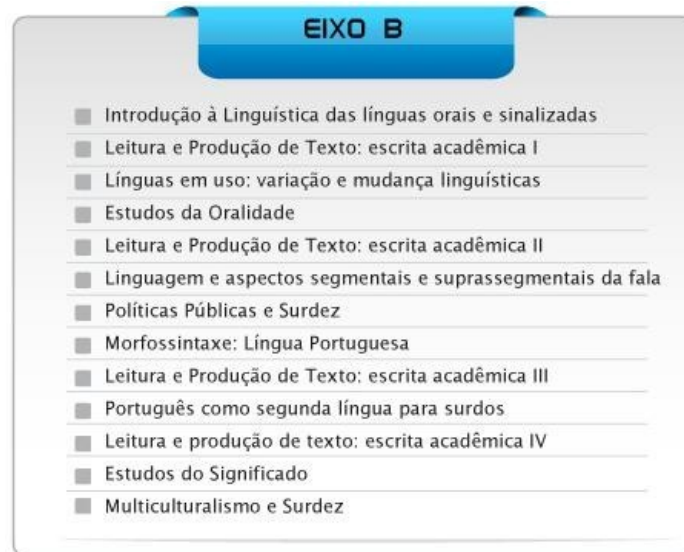 EIXO B
Introdução à Linguística das línguas orais e sinalizadas
Leitura e Produção de Texto: escrita acadêmica I
Línguas em uso: variação e mudança linguísticas
Estudos da Oralidade
Leitura e Produção de Texto: escrita acadêmica II
Linguagem e aspectos segmentais e suprassegmentais da fala
Políticas Públicas e Surdez
Morfossintaxe: Língua Portuguesa
Leitura e Produção de Texto: escrita acadêmica III
Português como segunda língua para surdos
Leitura e produção de texto: escrita acadêmica IV
Estudos do Significado
Multiculturalismo e Surdez